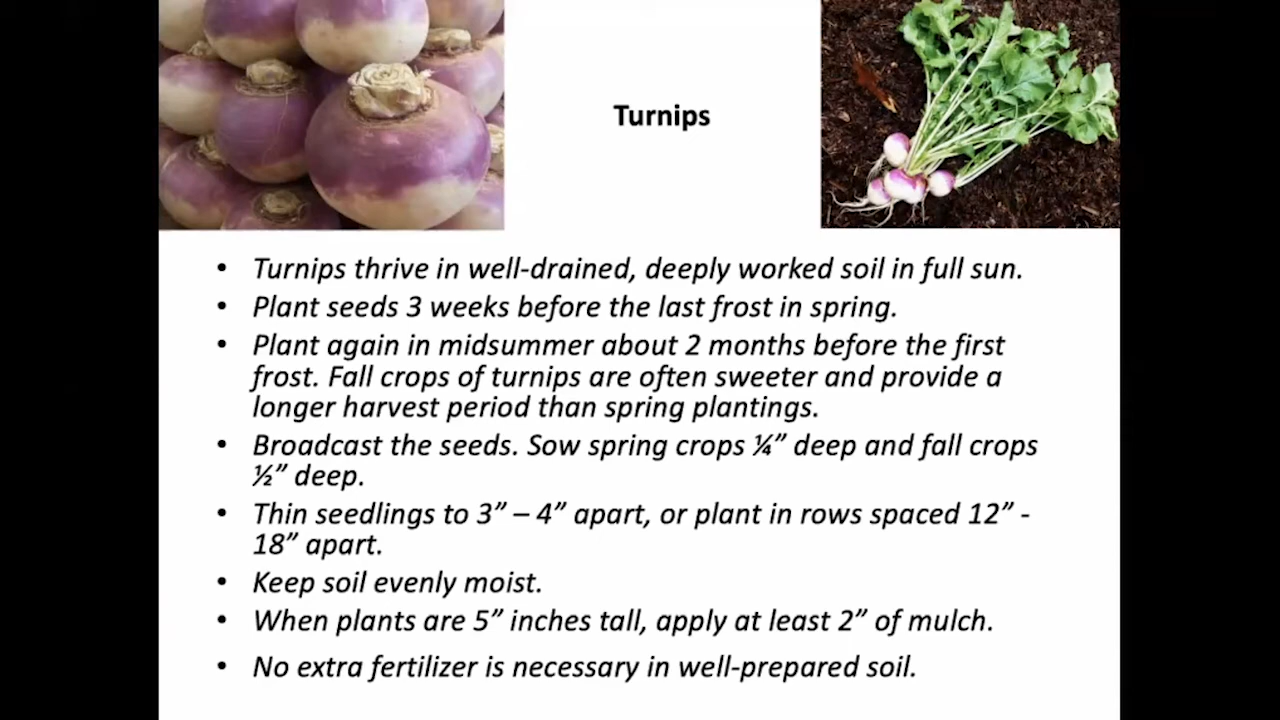 Turnips
• Turnips thrive in well-drained, deeply worked soil in full sun.
• Plant seeds 3 weeks before the last frost in spring.
• Plant again in midsummer about 2 months before the first
frost. Fall crops of turnips are often sweeter and provide a
longer harvest period than spring plantings.
• Broadcast the seeds. Sow spring crops ¼” deep and fall crops
½” deep.
• Thin seedlings to 3” – 4” apart, or plant in rows spaced 12” -
18” apart.
• Keep soil evenly moist.
• When plants are 5” inches tall, apply at least 2” of mulch.
• No extra fertilizer is necessary in well-prepared soil.